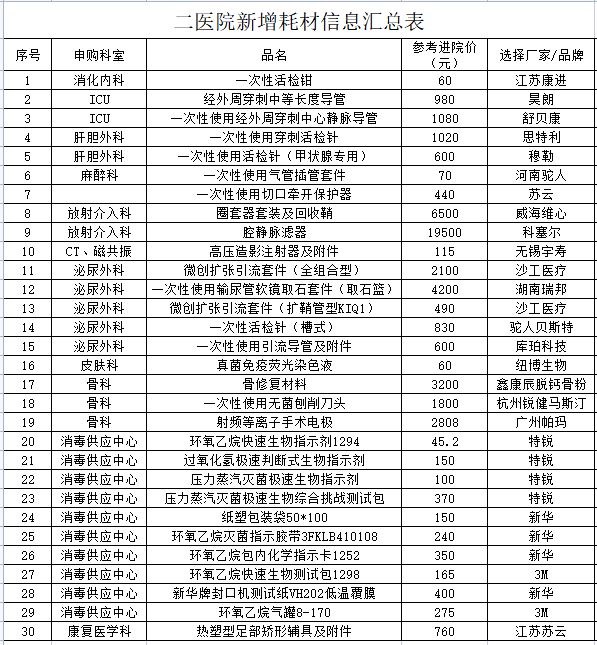 二医院新增耗材信息汇总表
序号 申购科室 品名 参考进院价（元） 选择厂家/品牌
1 消化内科 一次性活检钳 60 江苏康进
2 ICU 经外周穿刺中等长度导管 980 昊朗
3 ICU 一次性使用经外周穿刺中心静脉导管 1080 舒贝康
4 肝胆外科 一次性使用穿刺活检针 1020 思特利
5 肝胆外科 一次性使用活检针（甲状腺专用） 600 穆勒
6 麻醉科 一次性使用气管插管套件 70 河南驼人
7 一次性使用切口牵开保护器 440 苏云
8 放射介入科 圈套器套装及回收鞘 6500 威海维心
9 放射介入科 腔静脉滤器 19500 科塞尔
10 CT、磁共振 高压造影注射器及附件 115 无锡宇寿
11 泌尿外科 微创扩张引流套件（全组合型） 2100 沙工医疗
12 泌尿外科 一次性使用输尿管软镜取石套件（取石篮） 4200 湖南瑞邦
13 泌尿外科 微创扩张引流套件（扩鞘管型KIQ1） 490 沙工医疗
14 泌尿外科 一次性活检针（槽式） 830 驼人贝斯特
15 泌尿外科 一次性使用引流导管及附件 600 库珀科技
16 皮肤科 真菌免疫荧光染色液 60 纽博生物
17 骨科 骨修复材料 3200 鑫康辰脱钙骨粉
18 骨科 一次性使用无菌刨削刀头 1800 杭州锐健马斯汀
19 骨科 射频等离子手术电极 2808 广州帕玛
20 消毒供应中心 环氧乙烷快速生物指示剂1294 45.2 特锐
21 消毒供应中心 过氧化氢极速判断式生物指示剂 150 特锐
22 消毒供应中心 压力蒸汽灭菌极速生物指示剂 100 特锐
23 消毒供应中心 压力蒸汽灭菌极速生物综合挑战测试包 370 特锐
24 消毒供应中心 纸塑包装袋50*100 150 新华
25 消毒供应中心 环氧乙烷灭菌指示胶带3FKLB410108 240 新华
26 消毒供应中心 环氧乙烷包内化学指示卡1252 350 新华
27 消毒供应中心 环氧乙烷快速生物测试包1298 165 3M
28 消毒供应中心 新华牌封口机测试纸VH202低温覆膜 400 新华
29 消毒供应中心 环氧乙烷气罐8-170 275 3M
30 康复医学科 热塑型足部矫形辅具及附件 760 江苏苏云